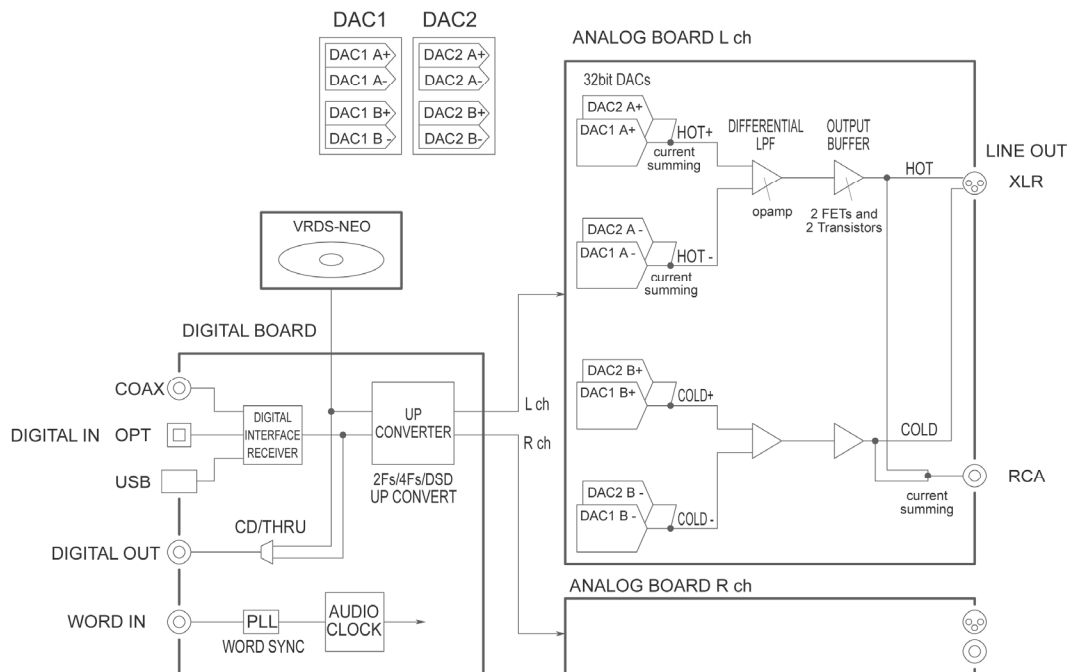 DAC1 DAC2
DAC1 A+
DAC1 A-
DAC1 B+
DAC1 B -
DAC2 A+
DAC2 A-
DAC2 B+
DAC2 B-
VRDS-NEO
DIGITAL BOARD
COAX
DIGITAL IN OPT
USB
DIGITAL
INTERFACE
RECEIVER
UP
CONVERTER
2Fs/4Fs/DSD
UP CONVERT
L ch
R ch
CD/THRU
DIGITAL OUT
WORD IN
PLL
WORD SYNC
AUDIO
CLOCK
ANALOG BOARD L ch
32bit DACs
DAC2 A+
DAC1 A+
HOT+
current
summing
DIFFERENTIAL
LPF
OUTPUT
BUFFER
opamp
2 FETs and
2 Transistors
HOT
LINE OUT
XLR
DAC2 A -
DAC1 A -
HOT -
current
summing
DAC2 B+
DAC1 B+
COLD+
COLD
DAC2 B -
DAC1 B -
COLD -
RCA
current
summing
ANALOG BOARD R ch